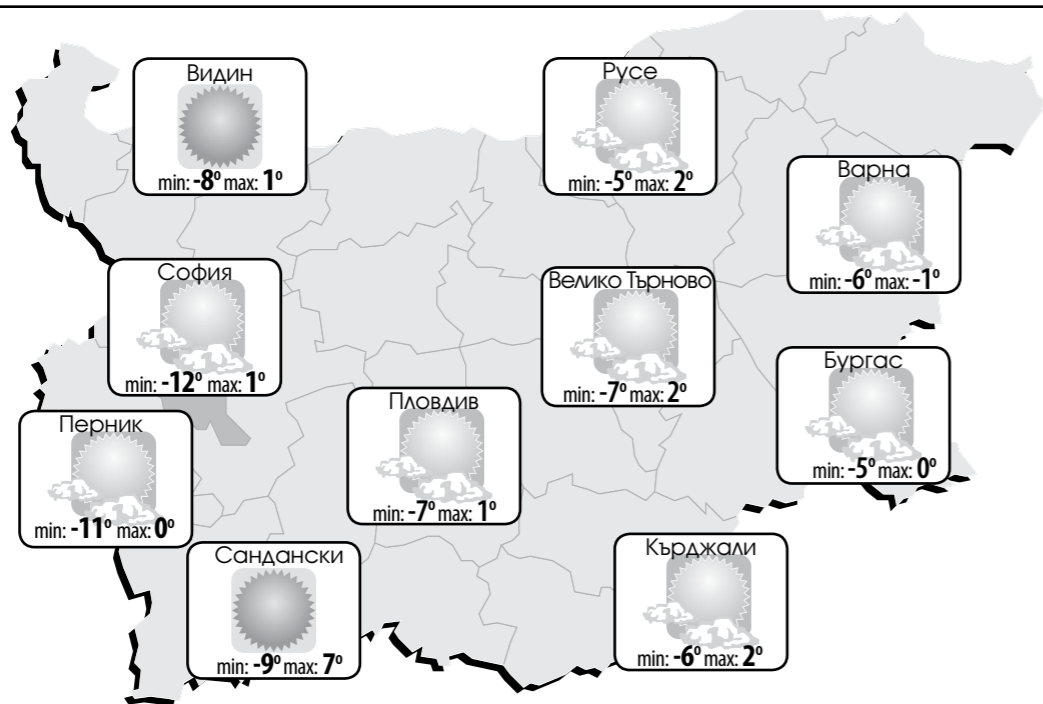 Видин
min: -8° max: 1°
Русе
min: -5° max: 2°
Варна
min: -6° max: -1°
София
min: -12° max: 1°
Велико Търново
min: -7° max: 2°
Бургас
min: -5° max: 0°
Пловдив
min: -7° max: 1°
Перник
min: -11° max: 0°
Сандански
min: -9° max: 7°
Кърджали
min: -6° max: 2°